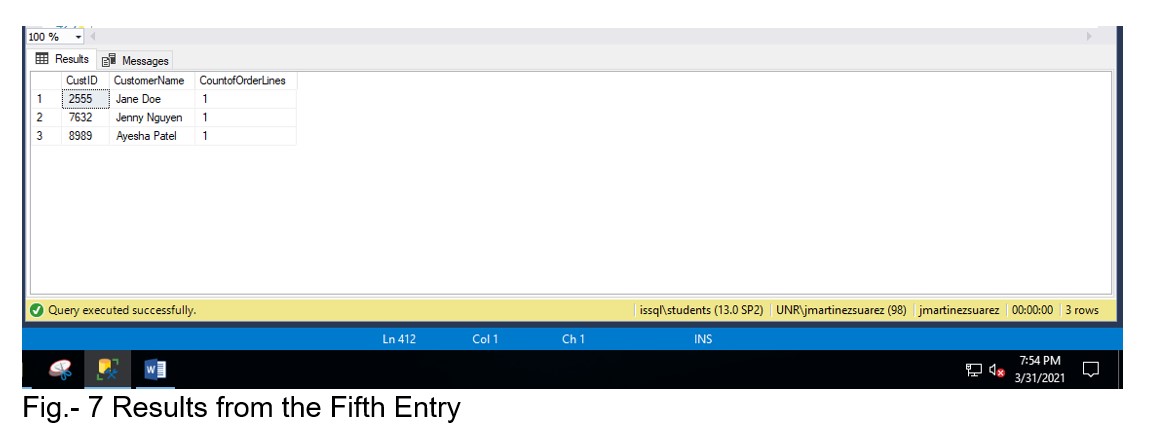 100 %
Results Messages
CustID CustomerName CountofOrderLines
1 2555 Jane Doe 1
2 7632 Jenny Nguyen 1
3 8989 Ayesha Patel 1
Query executed successfully. issql\students (13.0 SP2) UNR\jmartinezsuarez (98) jmartinezsuarez 00:00:00 3 rows
Ln 412 Col 1 Ch 1 INS
7:54 PM
3/31/2021
Fig.- 7 Results from the Fifth Entry